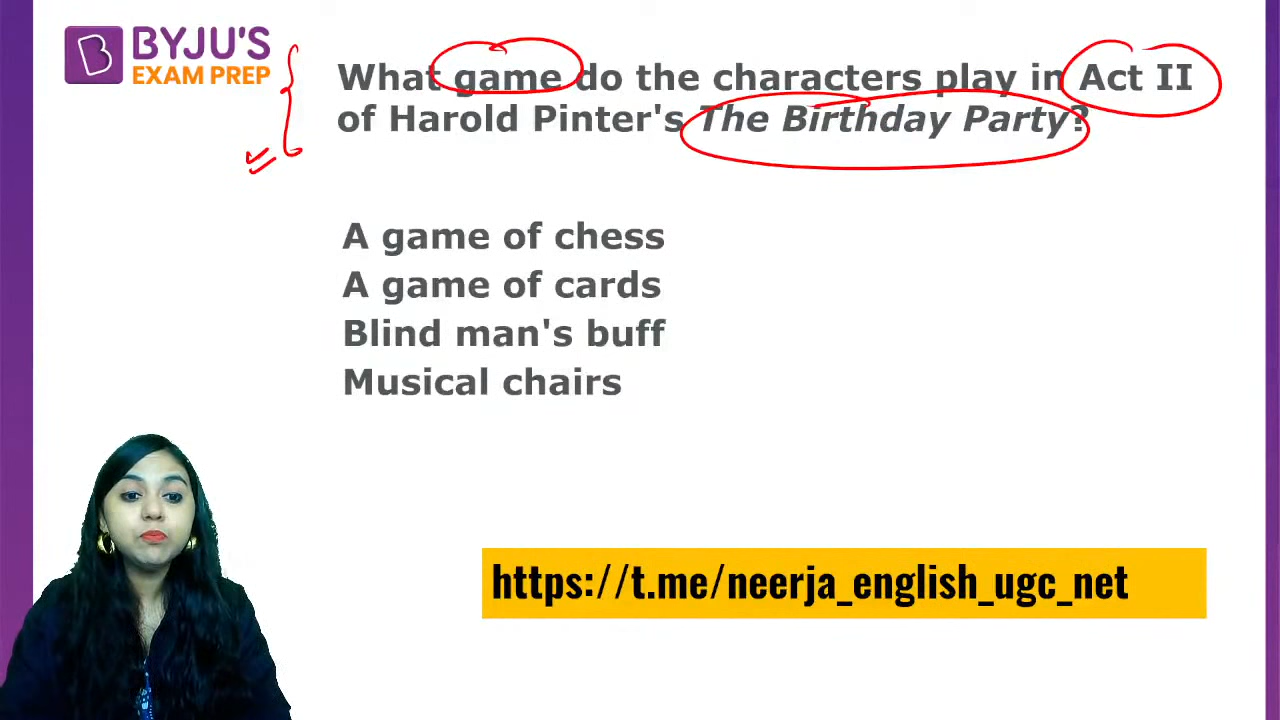 BYJU'S
EXAM PREP
What game do the characters play in Act II
of Harold Pinter's The Birthday Party?
A game of chess
A game of cards
Blind man's buff
Musical chairs
https://t.me/neerja_english_ugc_net